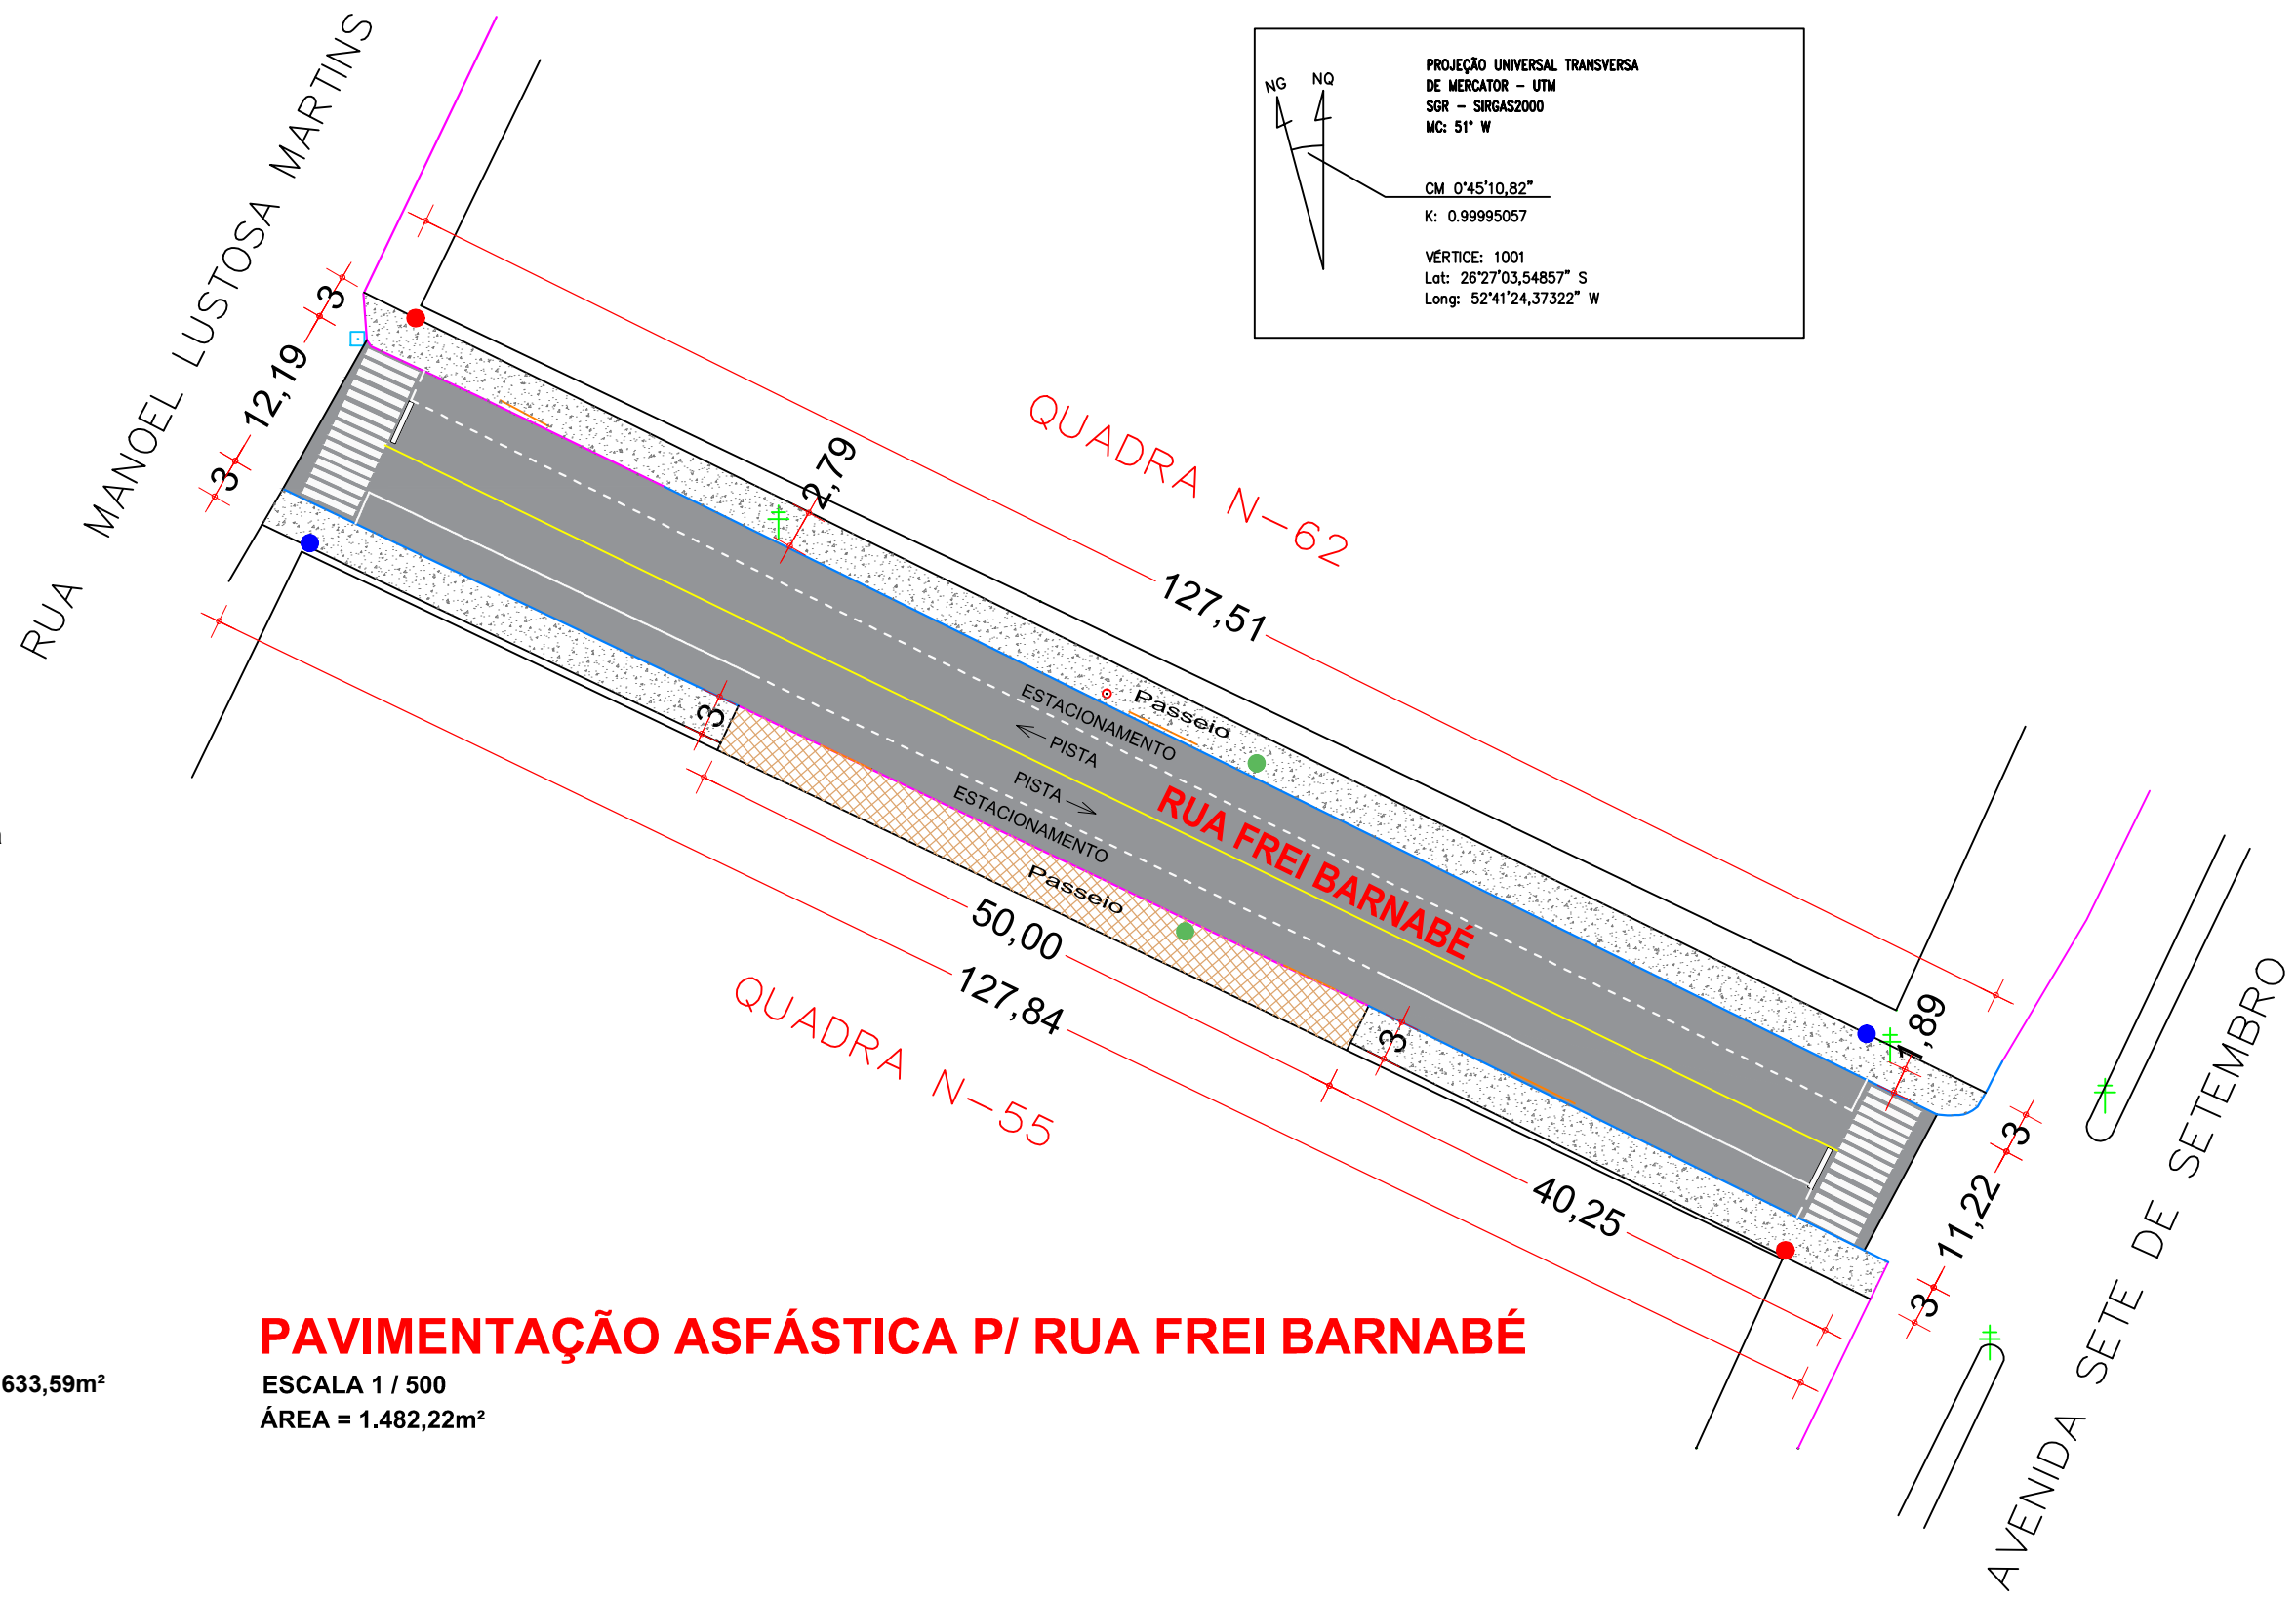 PROJEÇÃO UNIVERSAL TRANSVERSA
DE MERCATOR - UTM
SGR - SIRGAS2000
MC: 51° W
NG
NQ
CM 0°45'10,82"
K: 0.99995057
VÉRTICE: 1001
Lat: 26°27'03,54857" S
Long: 52°41'24,37322" W
RUA MANOEL LUSTOSA MARTINS
3
12,19
3
2,79
QUADRA N-62
127,51
Passeio
ESTACIONAMENTO
PISTA
PISTA
ESTACIONAMENTO
RUA FREI BARNABÉ
Passeio
3
50,00
127,84
QUADRA N-55
3
40,25
1,89
3
11,22
3
AVENIDA SETE DE SETEMBRO
PAVIMENTAÇÃO ASFÁSTICA P/ RUA FREI BARNABÉ
ESCALA 1 / 500
ÁREA = 1.482,22m²
633,59m²